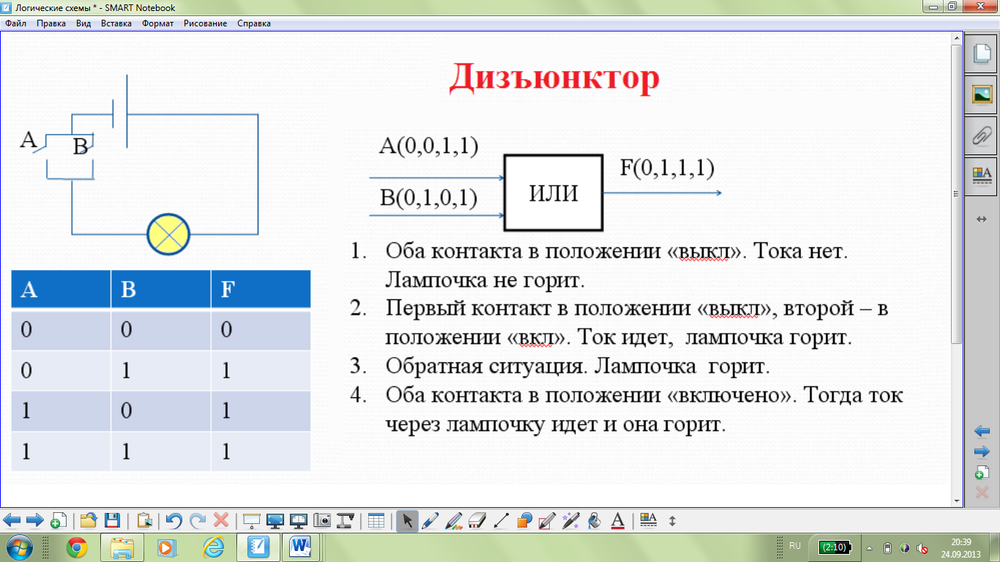 Логические схемы * - SMART Notebook
Файл Правка Вид Вставка Формат Рисование Справка
Дизъюнктор
A
B
A(0,0,1,1)
B(0,1,0,1)
ИЛИ
F(0,1,1,1)
1. Оба контакта в положении «выкл». Тока нет.
Лампочка не горит.
2. Первый контакт в положении «выкл», второй – в
положении «вкл». Ток идет, лампочка горит.
3. Обратная ситуация. Лампочка горит.
4. Оба контакта в положении «включено». Тогда ток
через лампочку идет и она горит.
A B F
0 0 0
0 1 1
1 0 1
1 1 1
RU
(2:10)
20:39
24.09.2013